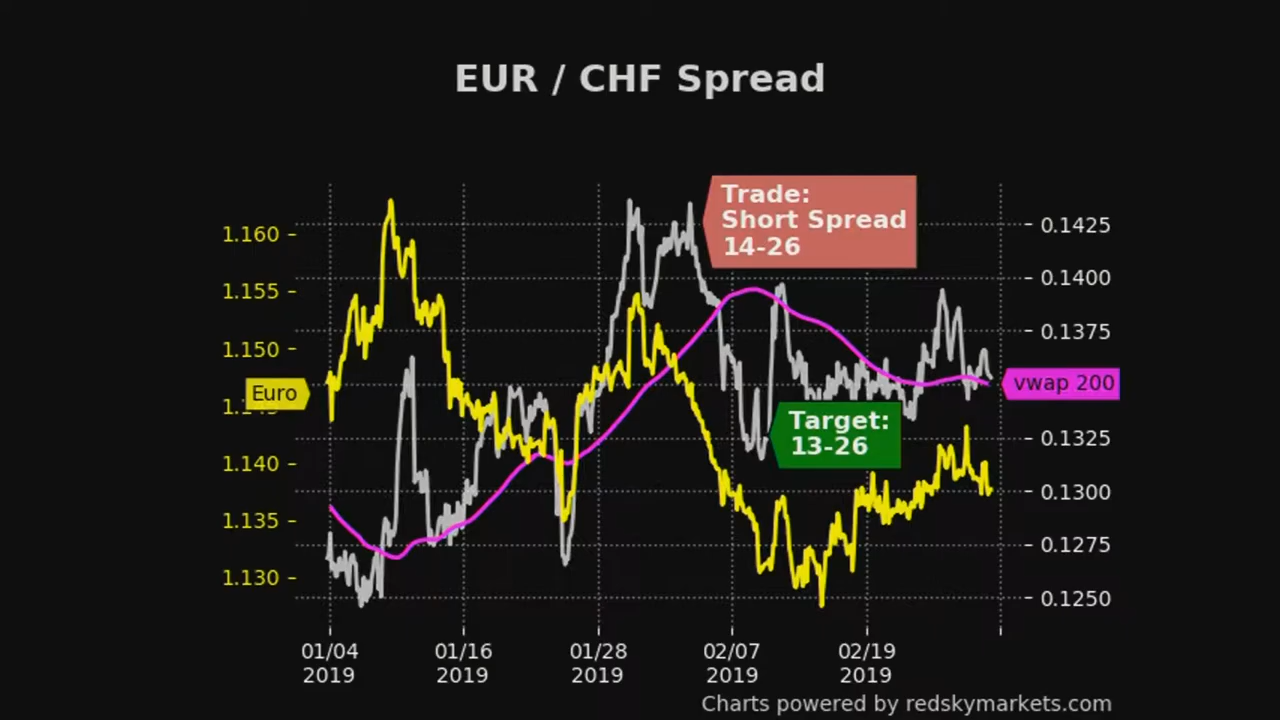 EUR / CHF Spread
Trade:
Short Spread
14-26
1.160
1.155
1.150
1.145
1.140
1.135
1.130
Euro
0.1425
0.1400
0.1375
0.1325
0.1300
0.1275
0.1250
vwap 200
Target:
13-26
01/04 01/16 01/28 02/07 02/19
2019 2019 2019 2019 2019
Charts powered by redskymarkets.com